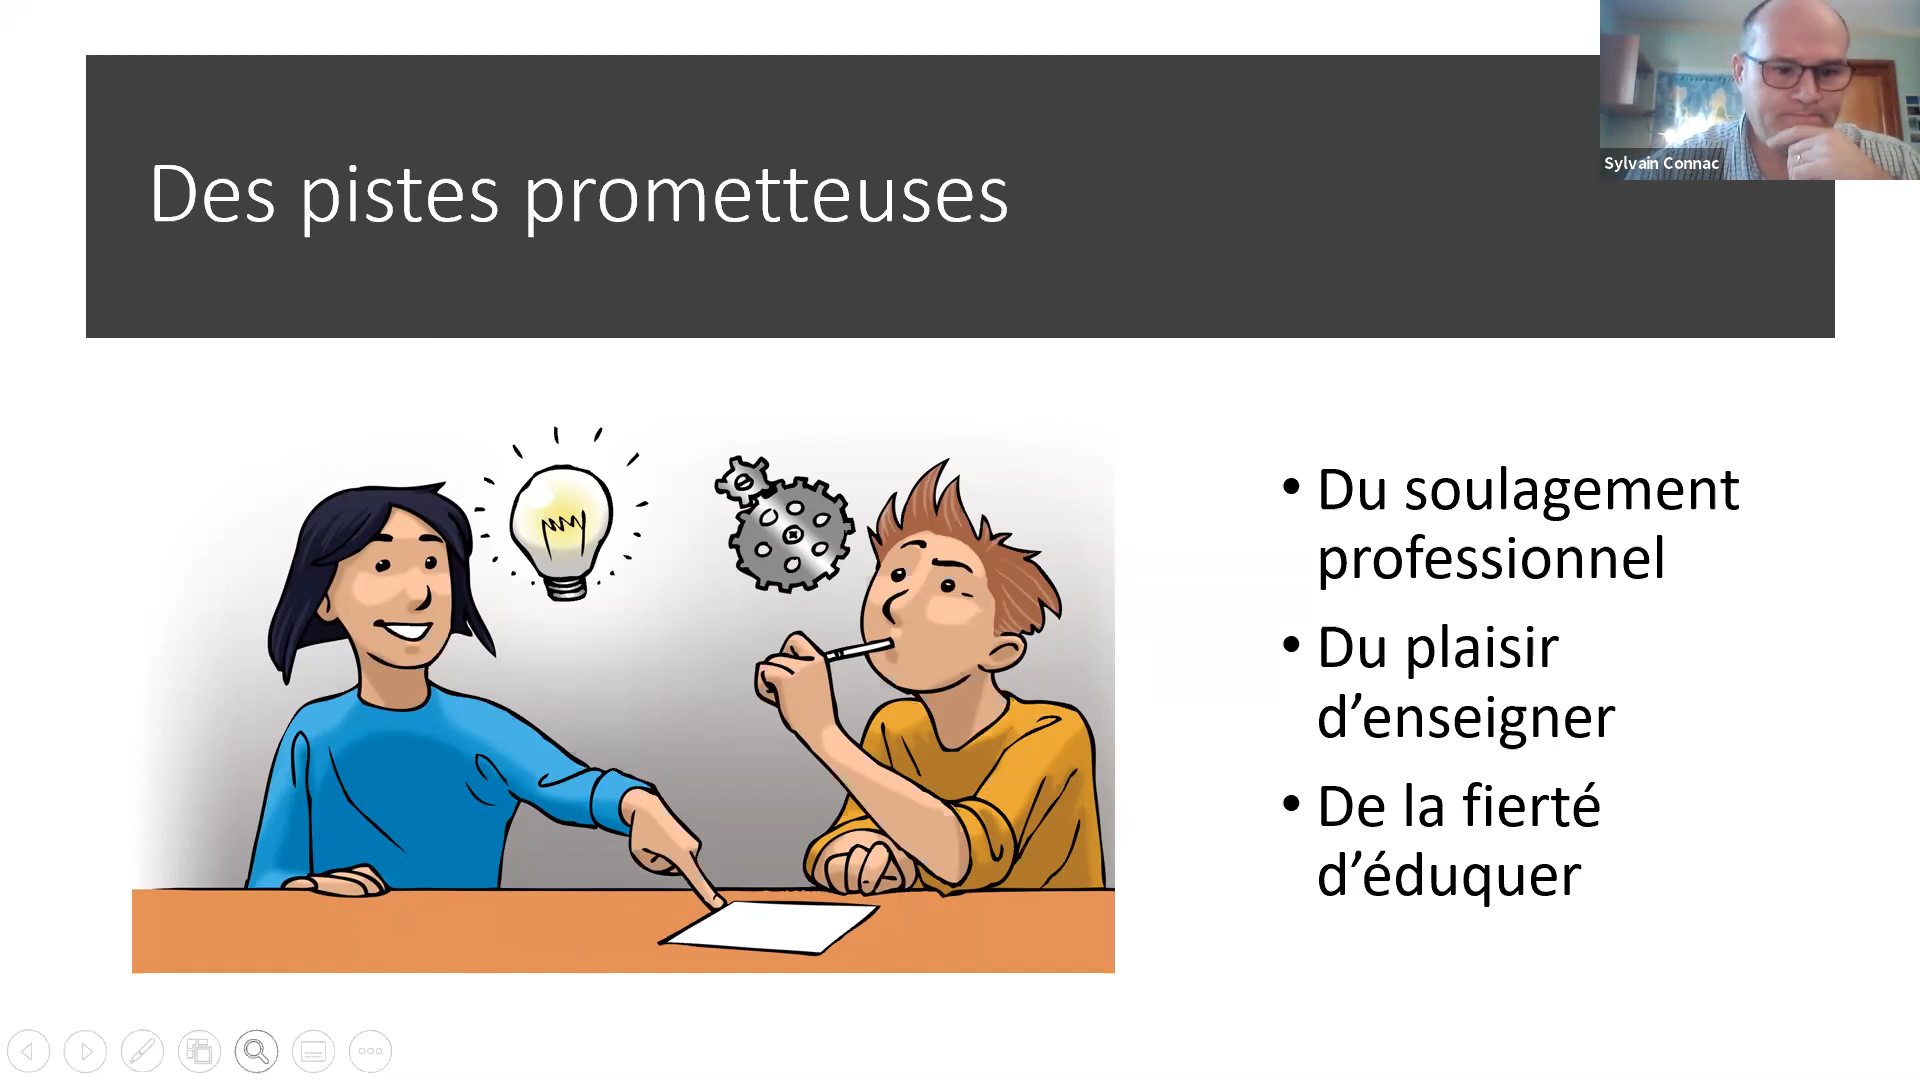 Sylvain Connac
Des pistes prometteuses
• Du soulagement
professionnel
• Du plaisir
d’enseigner
• De la fierté
d’éduquer